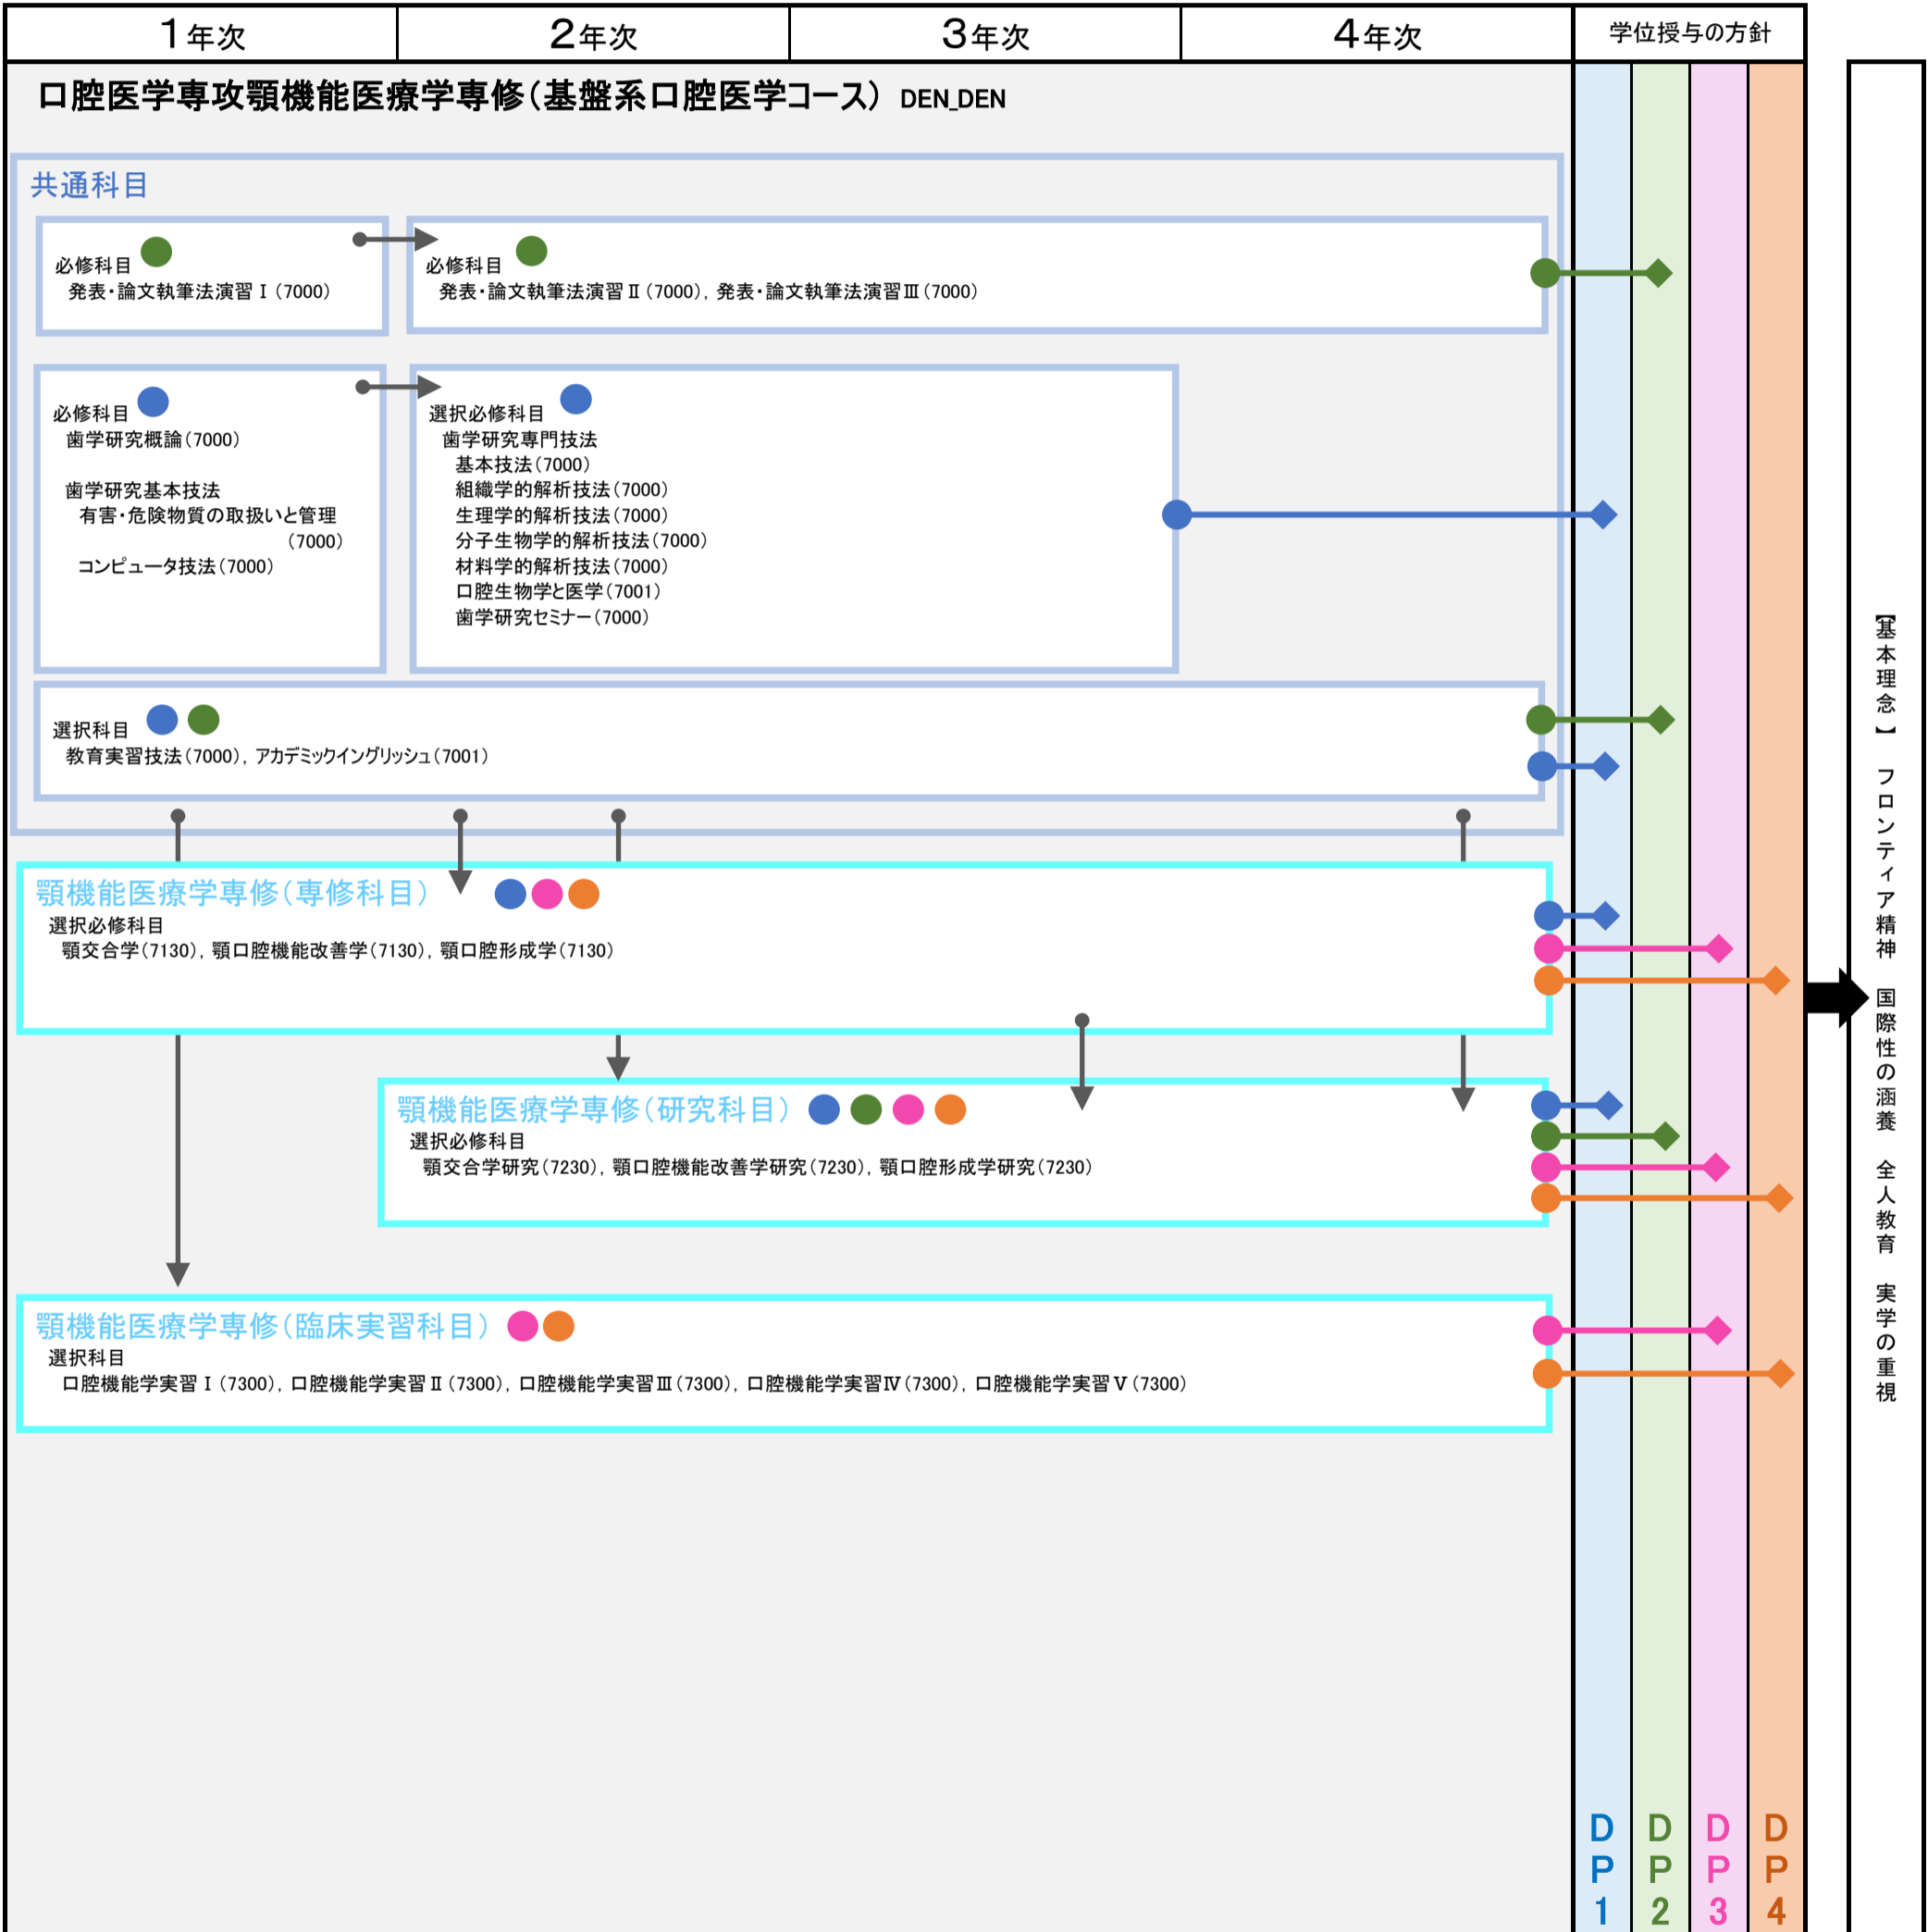 1年次
2年次
3年次
4年次
学位授与の方針
口腔医学専攻顎機能医療学専修（基盤系口腔医学コース） DEN_DEN
共通科目
必修科目
発表・論文執筆法演習Ⅰ（7000）
必修科目
発表・論文執筆法演習Ⅱ（7000），発表・論文執筆法演習Ⅲ（7000）
必修科目
歯学研究概論（7000）
歯学研究基本技法
有害・危険物質の取扱いと管理
（7000）
コンピュータ技法（7000）
選択必修科目
歯学研究専門技法
基本技法（7000）
組織学的解析技法（7000）
生理学的解析技法（7000）
分子生物学的解析技法（7000）
材料学的解析技法（7000）
口腔生物学と医学（7001）
歯学研究セミナー（7000）
選択科目
教育実習技法（7000），アカデミックイングリッシュ（7001）
顎機能医療学専修（専修科目）
選択必修科目
顎交合学（7130），顎口腔機能改善学（7130），顎口腔形成学（7130）
顎機能医療学専修（研究科目）
選択必修科目
顎交合学研究（7230），顎口腔機能改善学研究（7230），顎口腔形成学研究（7230）
顎機能医療学専修（臨床実習科目）
選択科目
口腔機能学実習Ⅰ（7300），口腔機能学実習Ⅱ（7300），口腔機能学実習Ⅲ（7300），口腔機能学実習Ⅳ（7300），口腔機能学実習Ⅴ（7300）
DP1
DP2
DP3
DP4
【基本理念】 フロンティア精神 国際性の涵養 全人教育 実学の重視